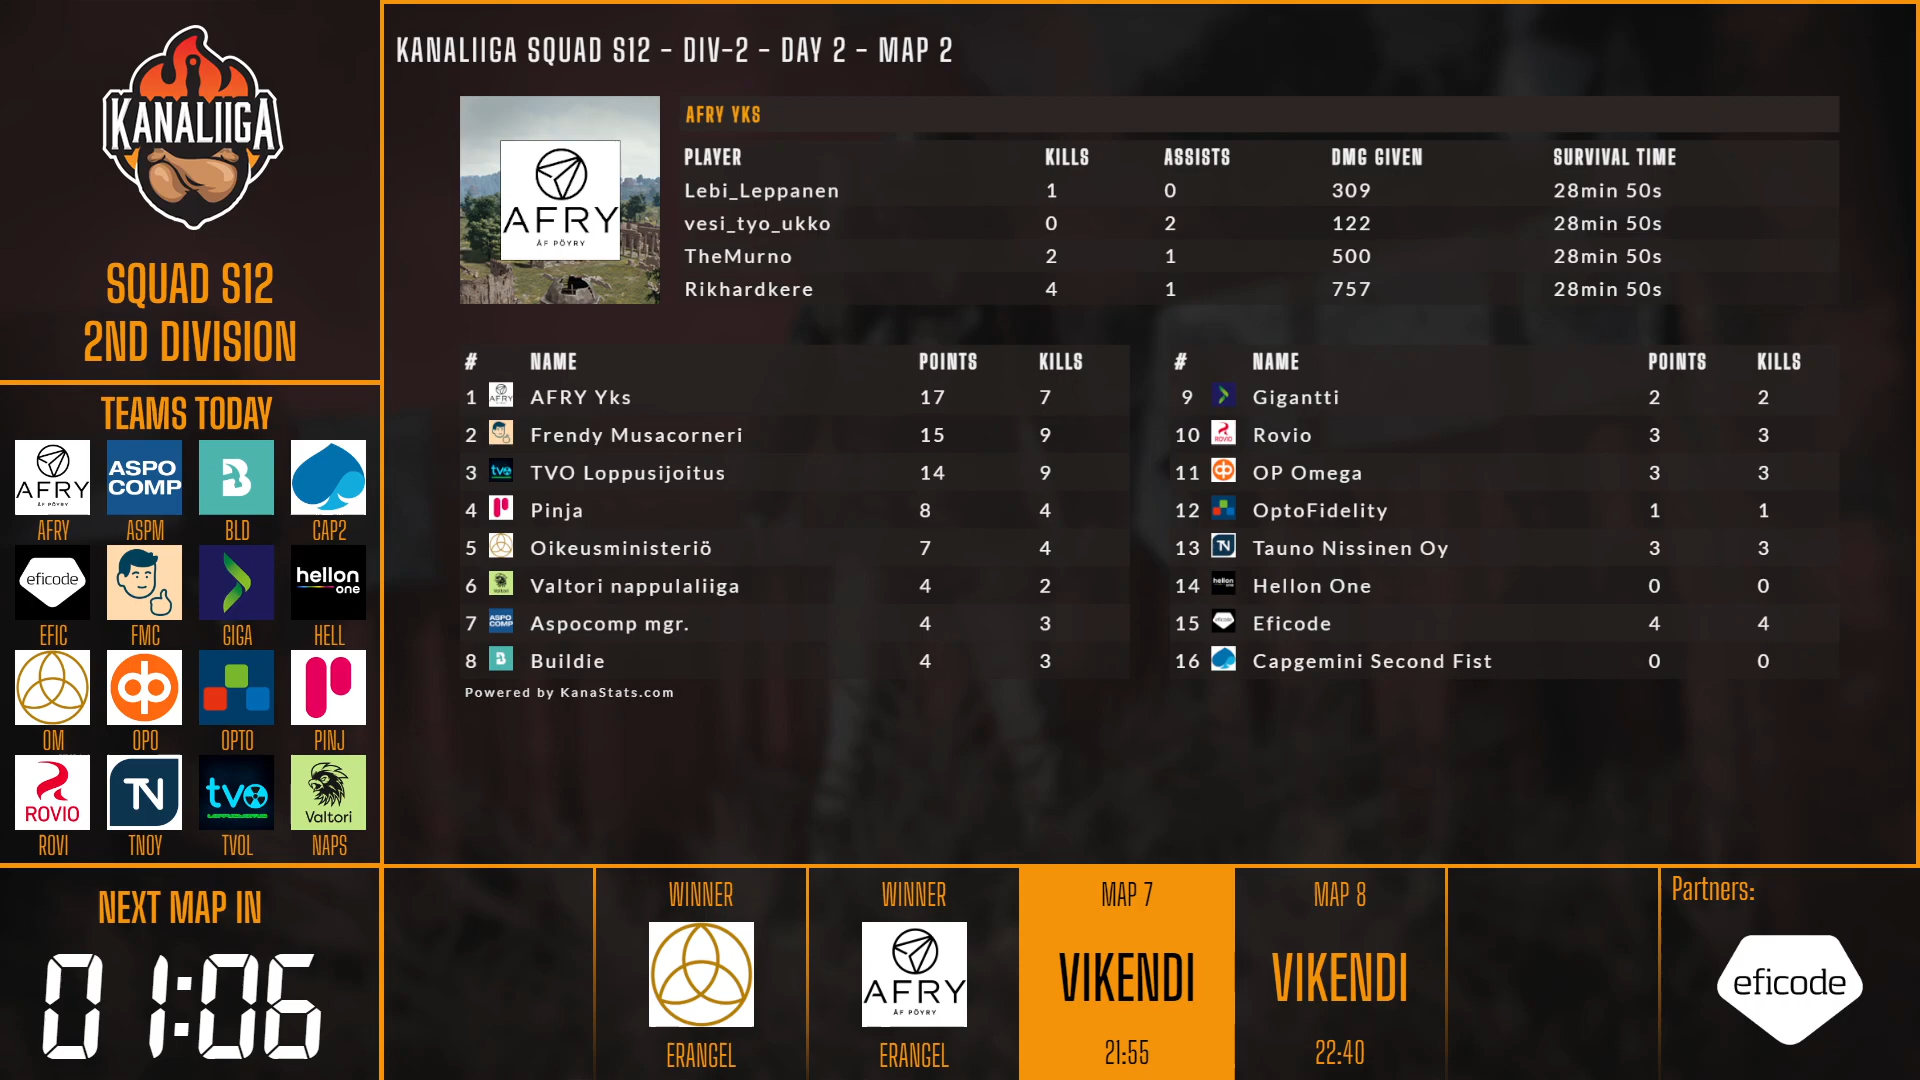 KANALIIGA
SQUAD S12
2ND DIVISION
TEAMS TODAY
AFRY
ÅF PÖYRY
ASPO
COMP
B
AFRY
ASPM
BLD
CAP2
eficode
hellon
one
EFIC
FMC
GIGA
HELL
OM
OPO
OPTO
PINJ
ROVIO
TN
tvo
Valtori
ROVI
TNOY
TVOL
NAPS
NEXT MAP IN
01:06
KANALIIGA SQUAD S12 - DIV-2 - DAY 2 - MAP 2
AFRY
ÅF PÖYRY
AFRY YKS
PLAYER KILLS ASSISTS DMG GIVEN SURVIVAL TIME
Lebi_Leppanen 1 0 309 28min 50s
vesi_tyo_ukko 0 2 122 28min 50s
TheMurno 2 1 500 28min 50s
Rikhardkere 4 1 757 28min 50s
# NAME POINTS KILLS
1 AFRY Yks 17 7
2 Frendy Musacorneri 15 9
3 TVO Loppusijoitus 14 9
4 Pinja 8 4
5 Oikeusministeriö 7 4
6 Valtori nappulaliiga 4 2
7 Aspocomp mgr. 4 3
8 Buildie 4 3
Powered by KanaStats.com
# NAME POINTS KILLS
9 Gigantti 2 2
10 Rovio 3 3
11 OP Omega 3 3
12 OptoFidelity 1 1
13 Tauno Nissinen Oy 3 3
14 Hellon One 0 0
15 Eficode 4 4
16 Capgemini Second Fist 0 0
WINNER
ERANGEL
WINNER
AFRY
ÅF PÖYRY
ERANGEL
MAP 7
VIKENDI
21:55
MAP 8
VIKENDI
22:40
Partners:
eficode